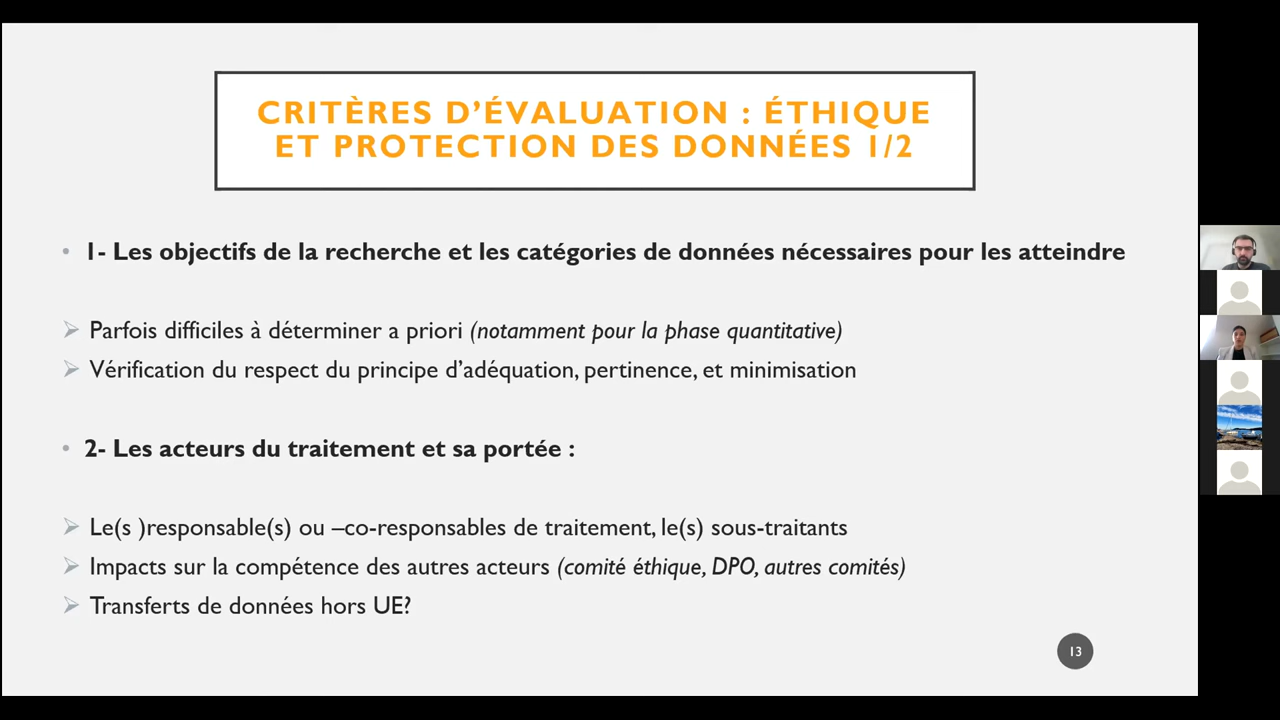 CRITÈRES D’ÉVALUATION : ÉTHIQUE
ET PROTECTION DES DONNÉES 1/2
• 1- Les objectifs de la recherche et les catégories de données nécessaires pour les atteindre
➢ Parfois difficiles à déterminer a priori (notamment pour la phase quantitative)
➢ Vérification du respect du principe d’adéquation, pertinence, et minimisation
• 2- Les acteurs du traitement et sa portée :
➢ Le(s )responsable(s) ou –co-responsables de traitement, le(s) sous-traitants
➢ Impacts sur la compétence des autres acteurs (comité éthique, DPO, autres comités)
➢ Transferts de données hors UE?
13